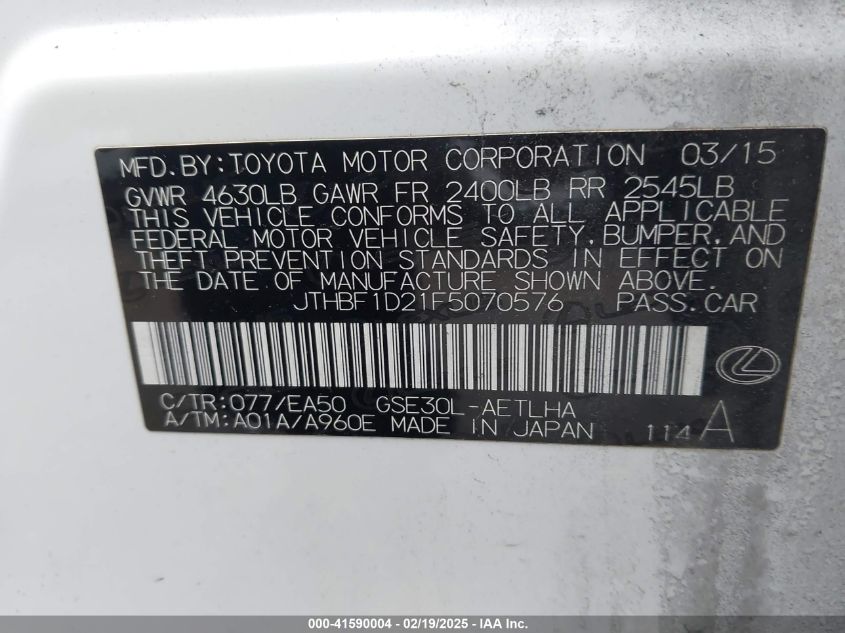 MFD.BY:TOYOTA MOTOR CORPORATION 03/15
GVWR 4630LB GAWR FR 2400LB RR 2545LB
THIS VEHICLE CONFORMS TO ALL APPLICABLE
FEDERAL MOTOR VEHICLE SAFETY,BUMPER,AND
THEFT PREVENTION STANDARDS IN EFFECT ON
THE DATE OF MANUFACTURE SHOWN ABOVE.
JTHBF1D21F5070576 PASS.CAR
C/TR:077/EA50 GSE30L-AETLHA
A/TM:A01A/A960E MADE IN JAPAN 114A
000-41590004 - 02/19/2025 - IAA Inc.